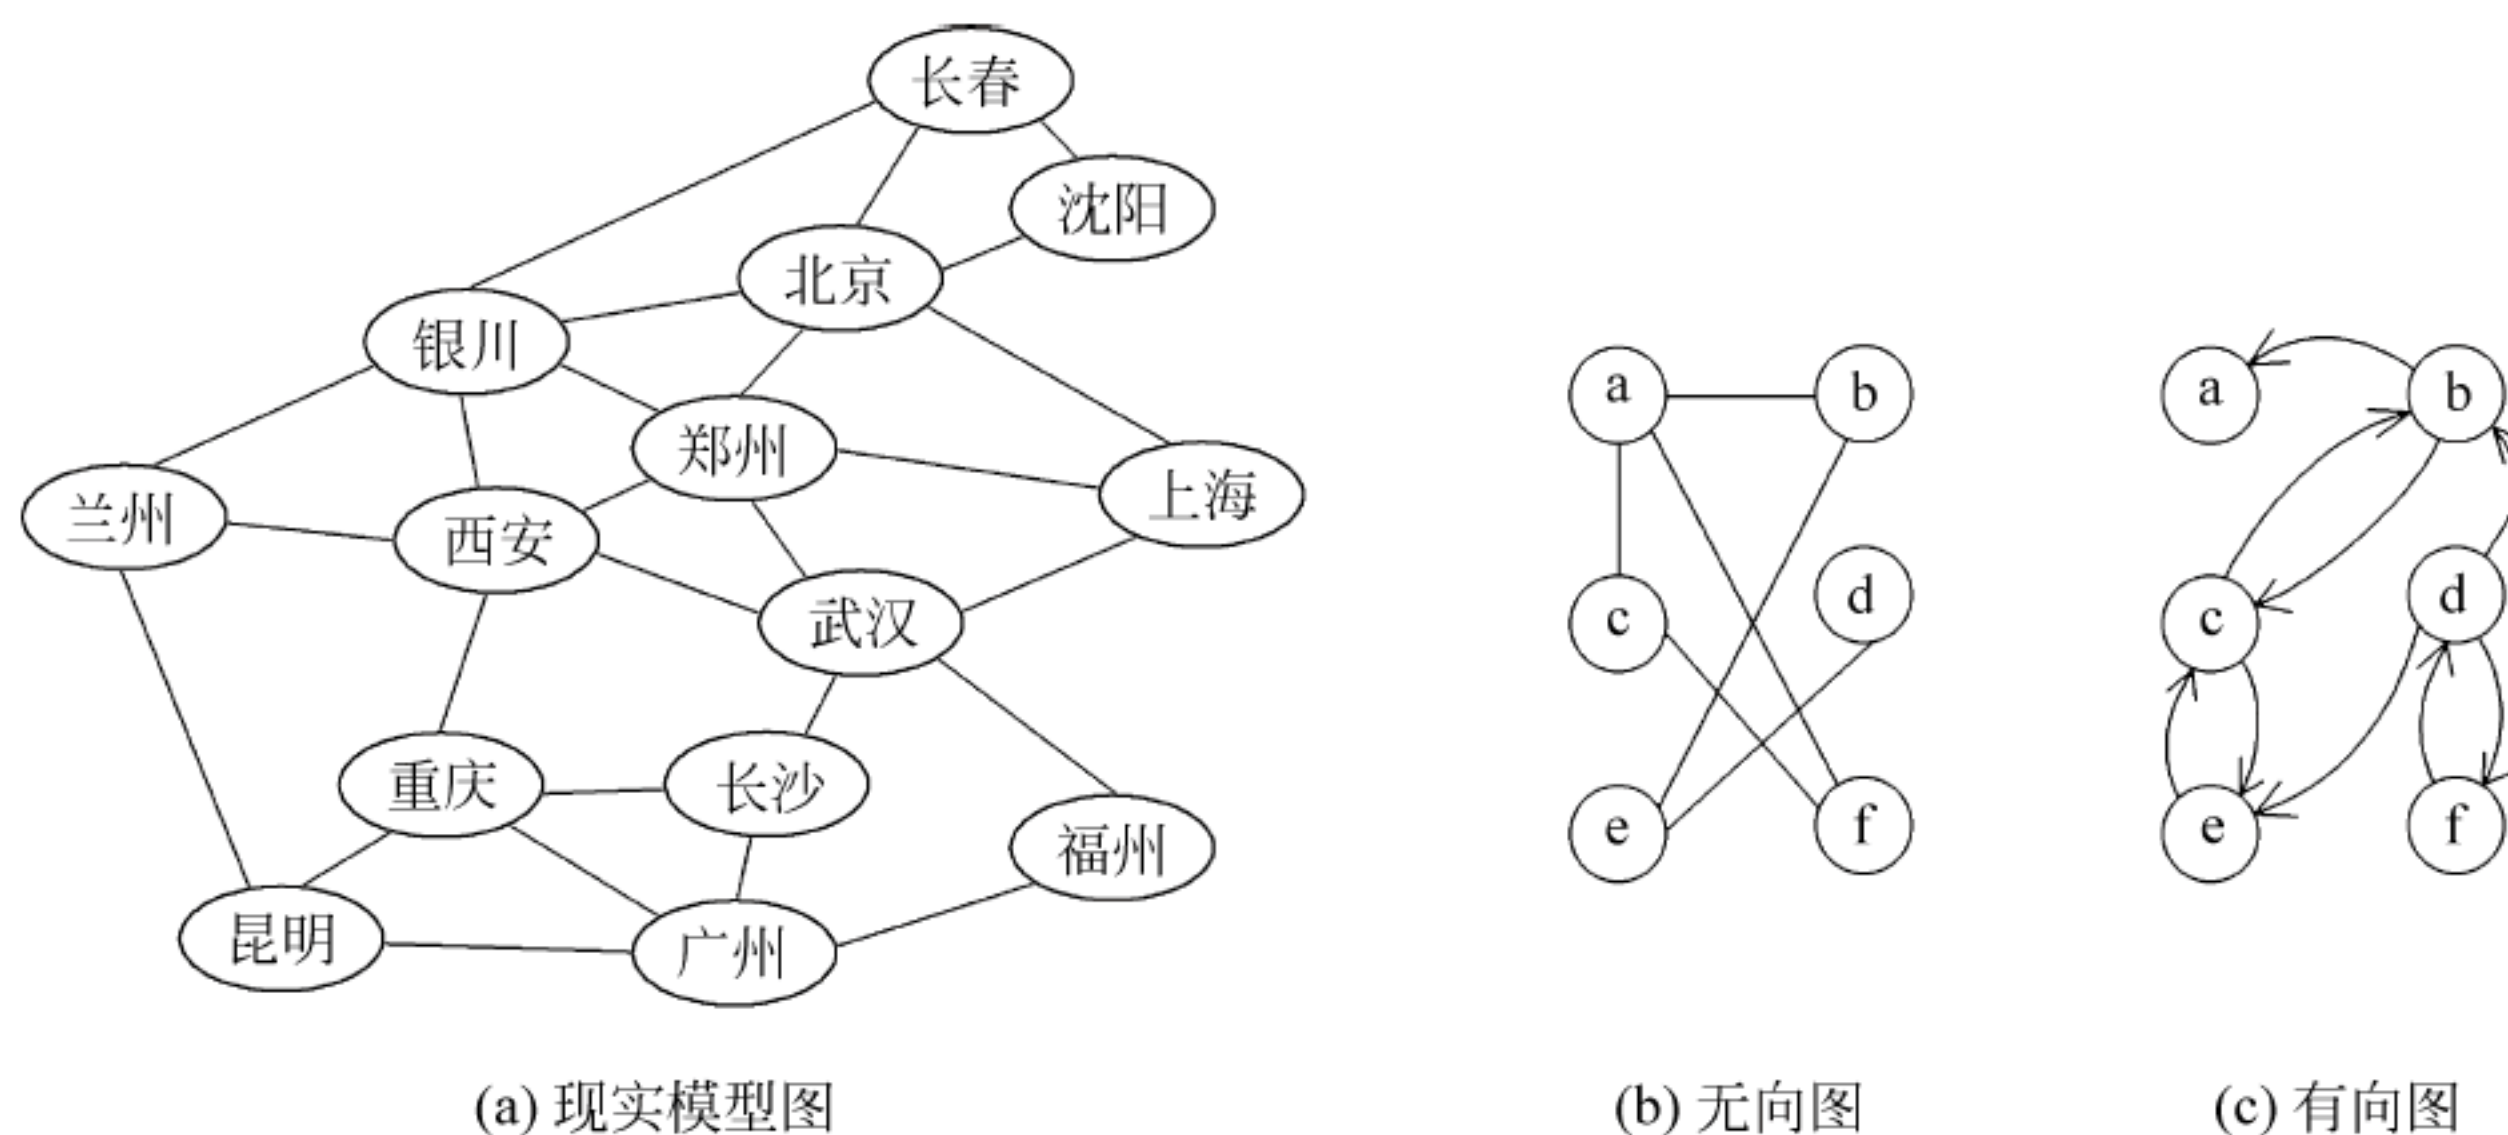 长春
沈阳
北京
银川
郑州
上海
兰州
西安
武汉
重庆
长沙
福州
昆明
广州
(a) 现实模型图
a
b
c
d
e
f
(b) 无向图
a
b
c
d
e
f
(c) 有向图